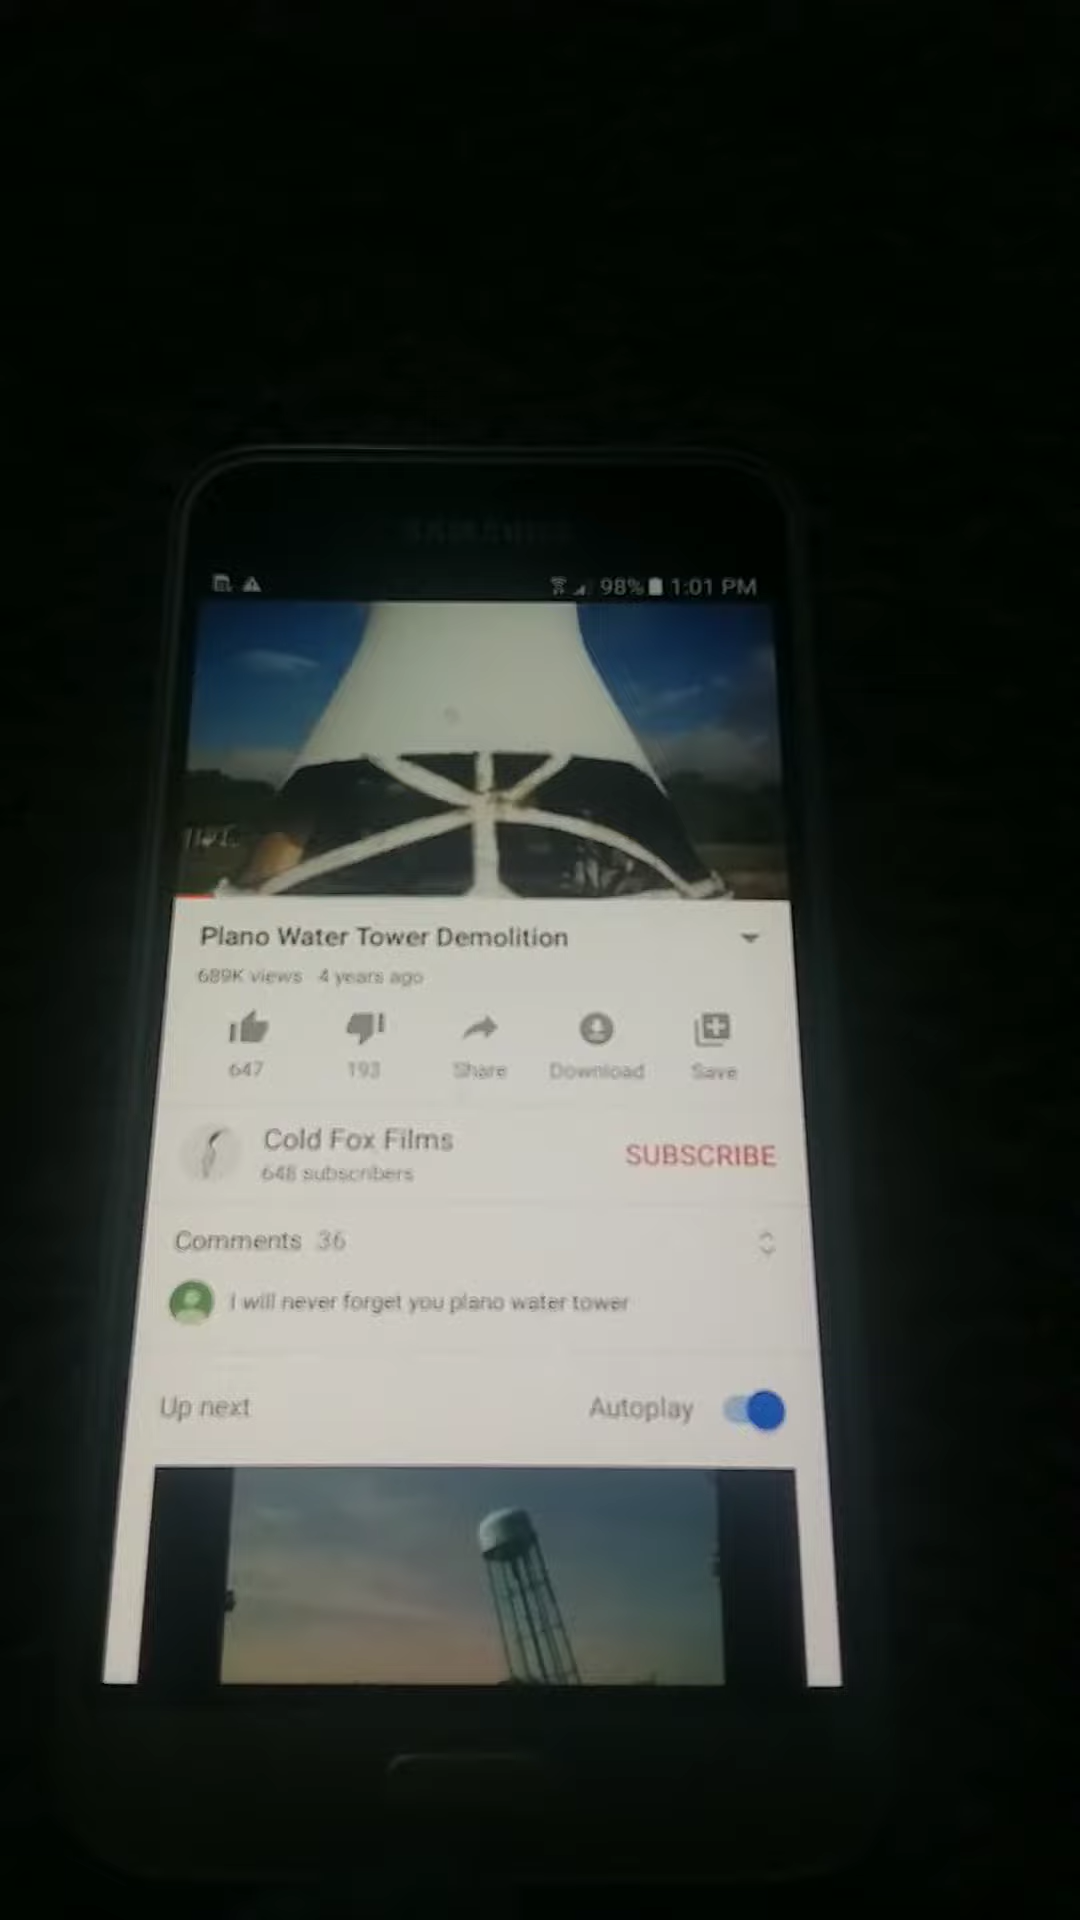 SAMSUNG
98% 1:01 PM
Plano Water Tower Demolition
689K views 4 years ago
647
193
Share
Download
Save
Cold Fox Films
648 subscribers
SUBSCRIBE
Comments 36
I will never forget you plano water tower
Up next
Autoplay